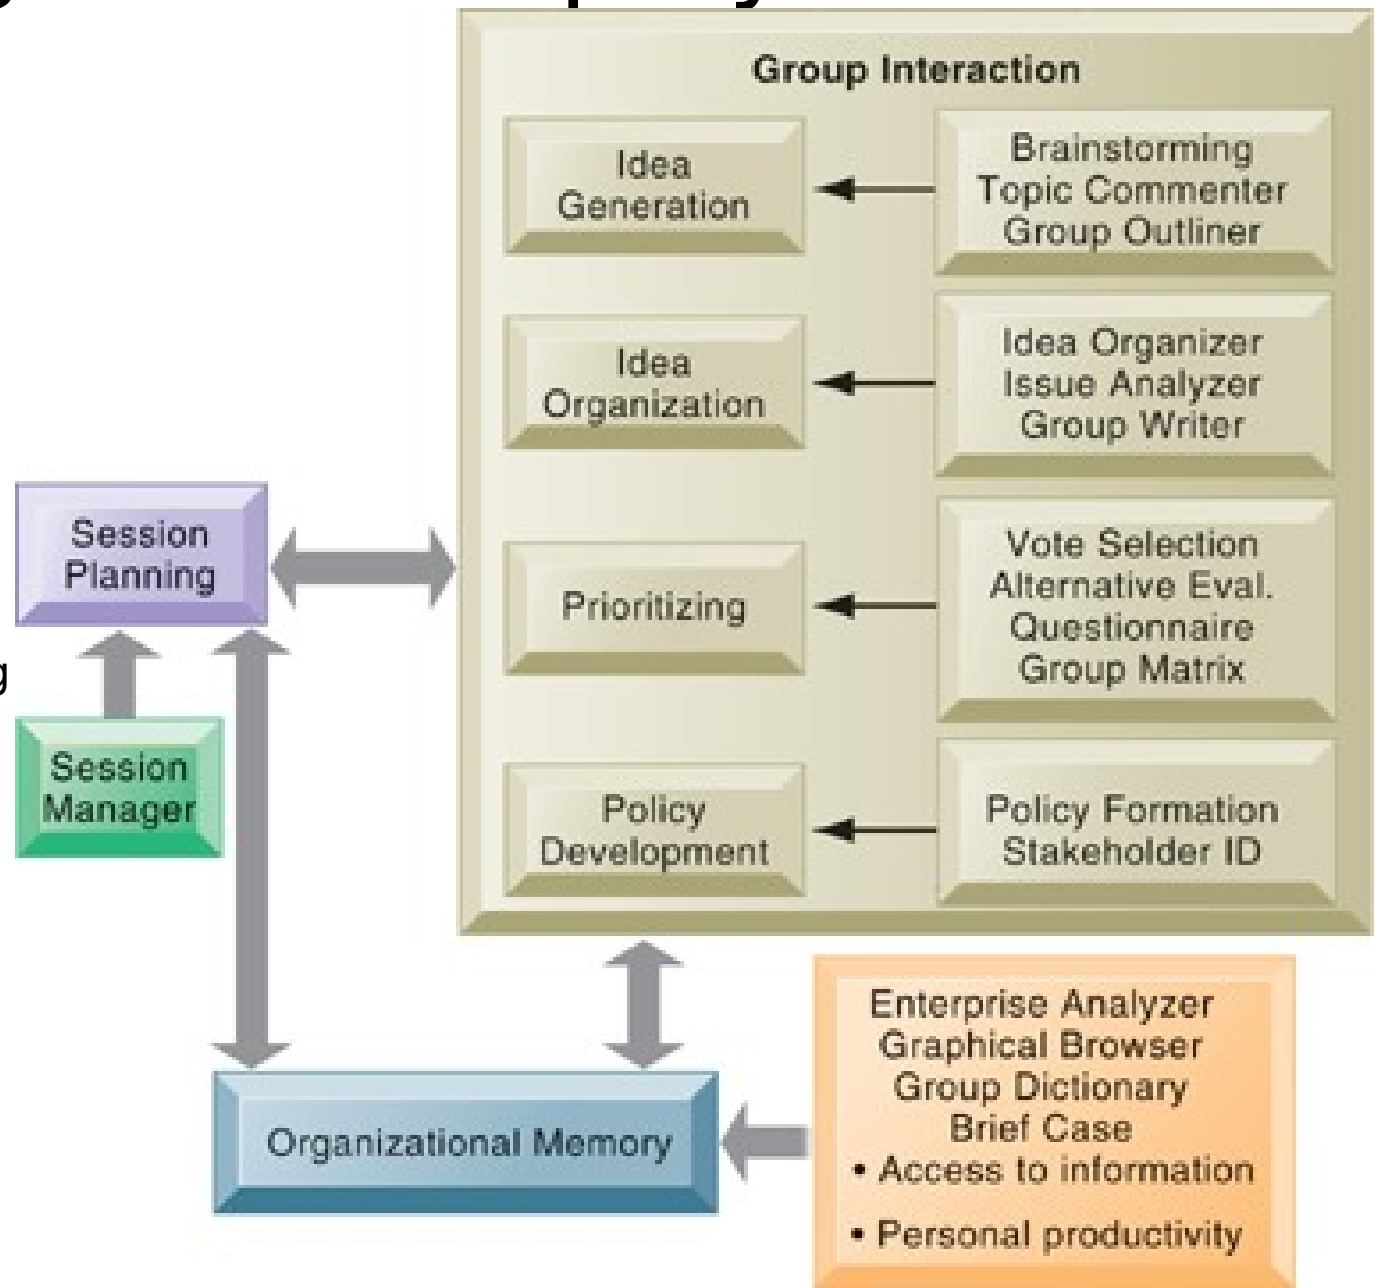 Group Interaction
Idea
Generation
Brainstorming
Topic Commenter
Group Outliner
Idea
Organization
Idea Organizer
Issue Analyzer
Group Writer
Session
Planning
Prioritizing
Vote Selection
Alternative Eval.
Questionnaire
Group Matrix
Session
Manager
Policy
Development
Policy Formation
Stakeholder ID
Organizational Memory
Enterprise Analyzer
Graphical Browser
Group Dictionary
Brief Case
• Access to information
• Personal productivity